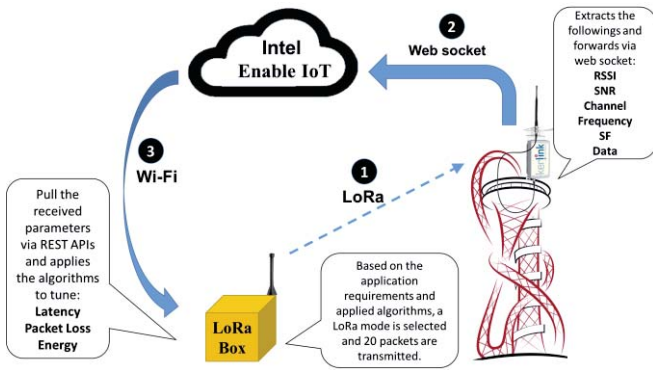 2
Web socket
Intel
Enable IoT
Extracts the
followings and
forwards via
web socket:
RSSI
SNR
Channel
Frequency
SF
Data
kerlink
3
Wi-Fi
1
LoRa
Pull the
received
parameters
via REST APIs
and applies
the algorithms
to tune:
Latency
Packet Loss
Energy
LoRa
Box
Based on the
application
requirements and
applied algorithms, a
LoRa mode is selected
and 20 packets are
transmitted.